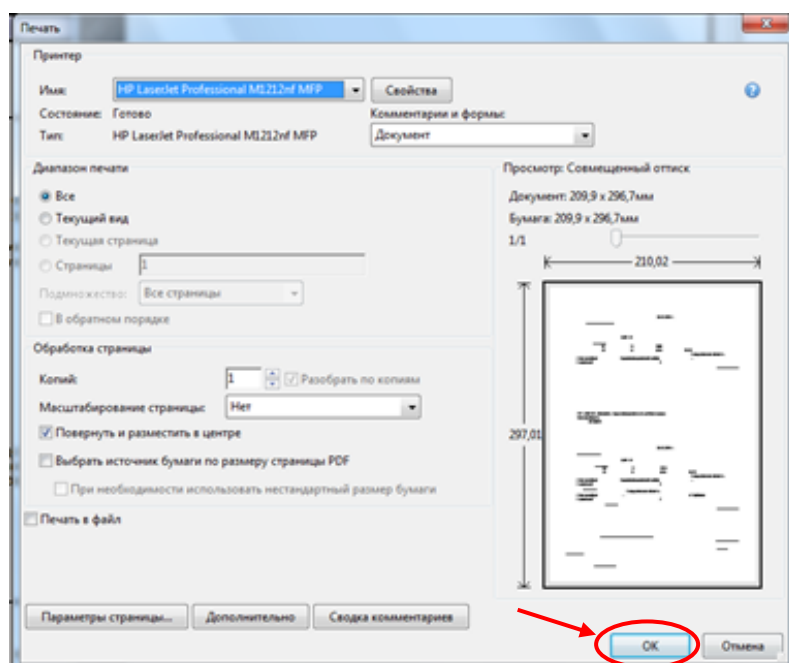 Печать
Принтер
Имя: HP LaserJet Professional M1212nf MFP Свойства
Состояние: Готово Комментарии и формы:
Тип: HP LaserJet Professional M1212nf MFP Документ
Диапазон печати
Все
Текущий вид
Текущая страница
Страницы 1
Подмножество: Все страницы
В обратном порядке
Обработка страницы
Копий: 1 Разобрать по копиям
Масштабирование страницы: Нет
Повернуть и разместить в центре
Выбрать источник бумаги по размеру страницы PDF
При необходимости использовать нестандартный размер бумаги
Печать в файл
Просмотр: Совмещенный оттиск
Документ: 209,9 x 296,7мм
Бумага: 209,9 x 296,7мм
1/1
210,02
297,01
Параметры страницы... Дополнительно Сводка комментариев
OK Отмена